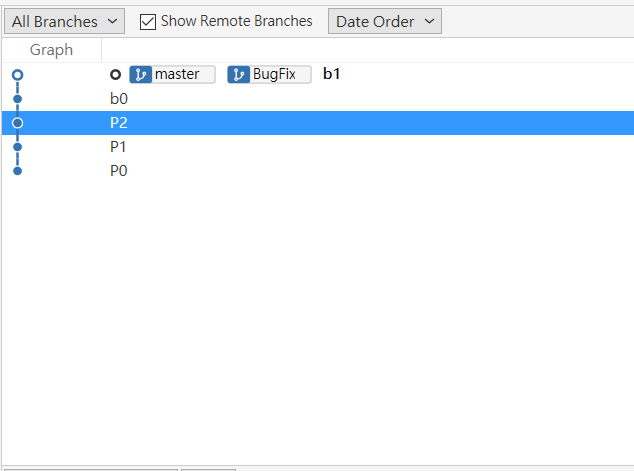 All Branches Show Remote Branches Date Order
Graph
master BugFix b1
b0
P2
P1
P0